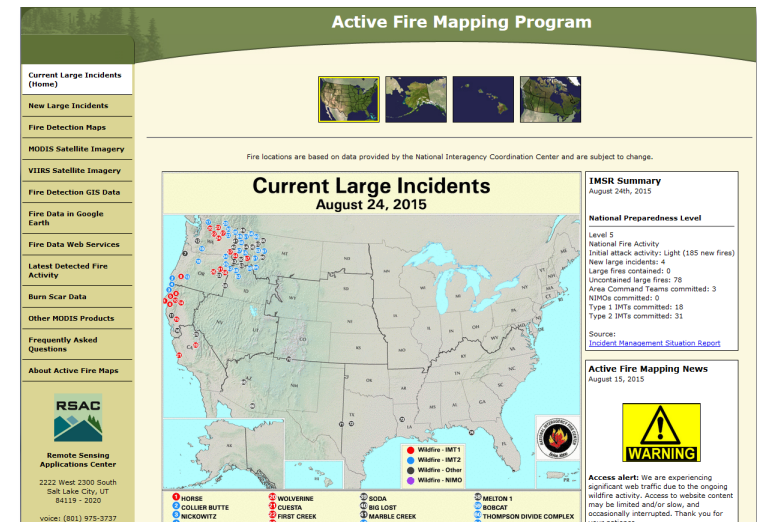 Active Fire Mapping Program
Current Large Incidents
(Home)
New Large Incidents
Fire Detection Maps
MODIS Satellite Imagery
VIIRS Satellite Imagery
Fire Detection GIS Data
Fire Data in Google
Earth
Fire Data Web Services
Latest Detected Fire
Activity
Burn Scar Data
Other MODIS Products
Frequently Asked
Questions
About Active Fire Maps
RSAC
Remote Sensing
Applications Center
2222 West 2300 South
Salt Lake City, UT
84119 - 2020
voice: (801) 975-3737
Fire locations are based on data provided by the National Interagency Coordination Center and are subject to change.
Current Large Incidents
August 24, 2015
Wildfire - IMT1
Wildfire - IMT2
Wildfire - Other
Wildfire - NIMO
HORSE
COLLIER BUTTE
NICKOWITZ
WOLVERINE
CUESTA
FIRST CREEK
SODA
BIG LOST
MARBLE CREEK
MELTON 1
BOBCAT
THOMPSON DIVIDE COMPLEX
IMSR Summary
August 24th, 2015
National Preparedness Level
Level 5
National Fire Activity
Initial attack activity: Light (185 new fires)
New large incidents: 4
Large fires contained: 0
Uncontained large fires: 78
Area Command Teams committed: 3
NIMOs committed: 0
Type 1 IMTs committed: 18
Type 2 IMTs committed: 31
Source:
Incident Management Situation Report
Active Fire Mapping News
August 15, 2015
WARNING
Access alert: We are experiencing
significant web traffic due to the ongoing
wildfire activity. Access to website content
may be limited and/or slow, and
occasionally interrupted. Thank you for
your patience.